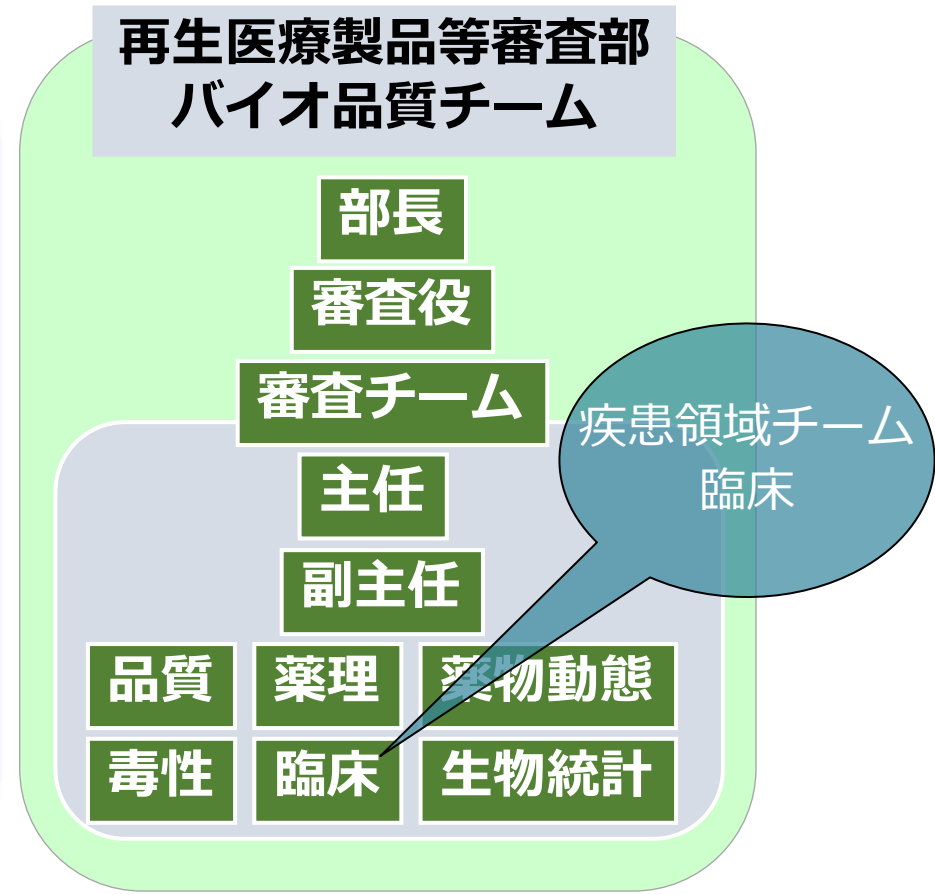 再生医療製品等審査部
バイオ品質チーム
部長
審査役
審査チーム
疾患領域チーム
臨床
主任
副主任
品質
薬理
薬物動態
毒性
臨床
生物統計